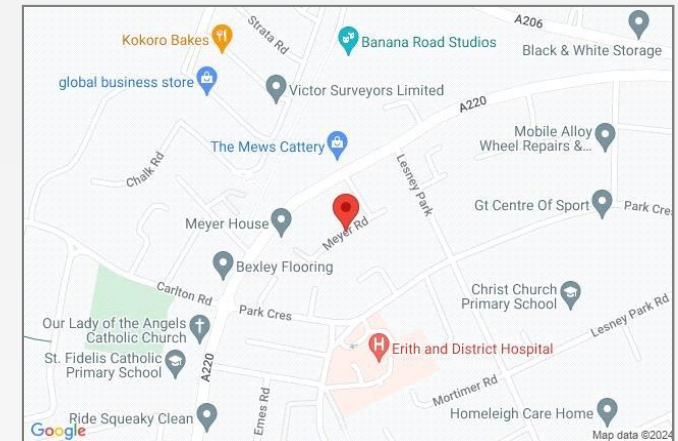 A206
Kokoro Bakes
Strata Rd
Banana Road Studios
Black & White Storage
global business store
Victor Surveyors Limited
A220
The Mews Cattery
Mobile Alloy
Wheel Repairs &...
Chalk Rd
Lesney Park
Meyer House
Meyer Rd
Gt Centre Of Sport
Park Cre
Bexley Flooring
Carlton Rd
Park Cres
Christ Church
Primary School
Our Lady of the Angels
Catholic Church
Lesney Park Rd
St. Fidelis Catholic
Primary School
A220
H
Erith and District Hospital
Mortimer Rd
Emes Rd
Ride Squeaky Clean
Homeleigh Care Home
Google
Map data ©2024